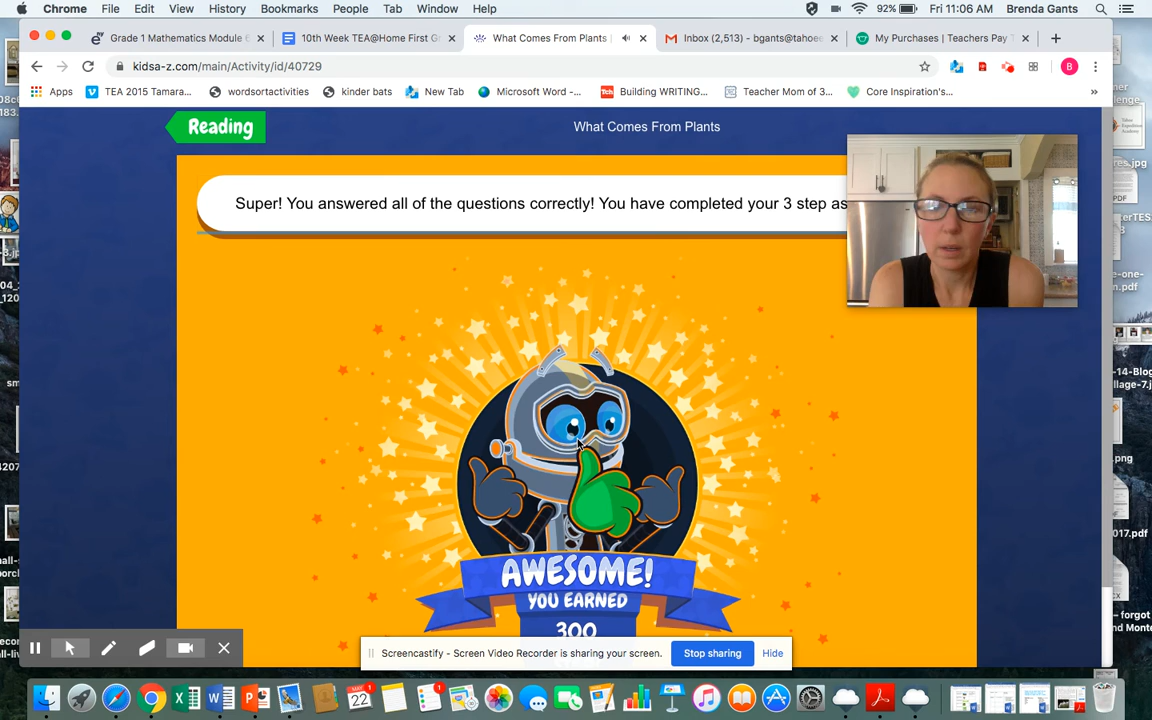 Chrome File Edit View History Bookmarks People Tab Window Help 92% Fri 11:06 AM Brenda Gants
Grade 1 Mathematics Module 10th Week TEA@Home First Gr What Comes From Plants Inbox (2,513) - bgants@tahoee My Purchases | Teachers Pay T
kidsa-z.com/main/Activity/id/40729
Apps TEA 2015 Tamara... wordsortactivities kinder bats New Tab Microsoft Word -... Building WRITING... Teacher Mom of 3... Core Inspiration's...
Reading What Comes From Plants
Super! You answered all of the questions correctly! You have completed your 3 step as
AWESOME!
YOU EARNED
300
Screencastify - Screen Video Recorder is sharing your screen. Stop sharing Hide